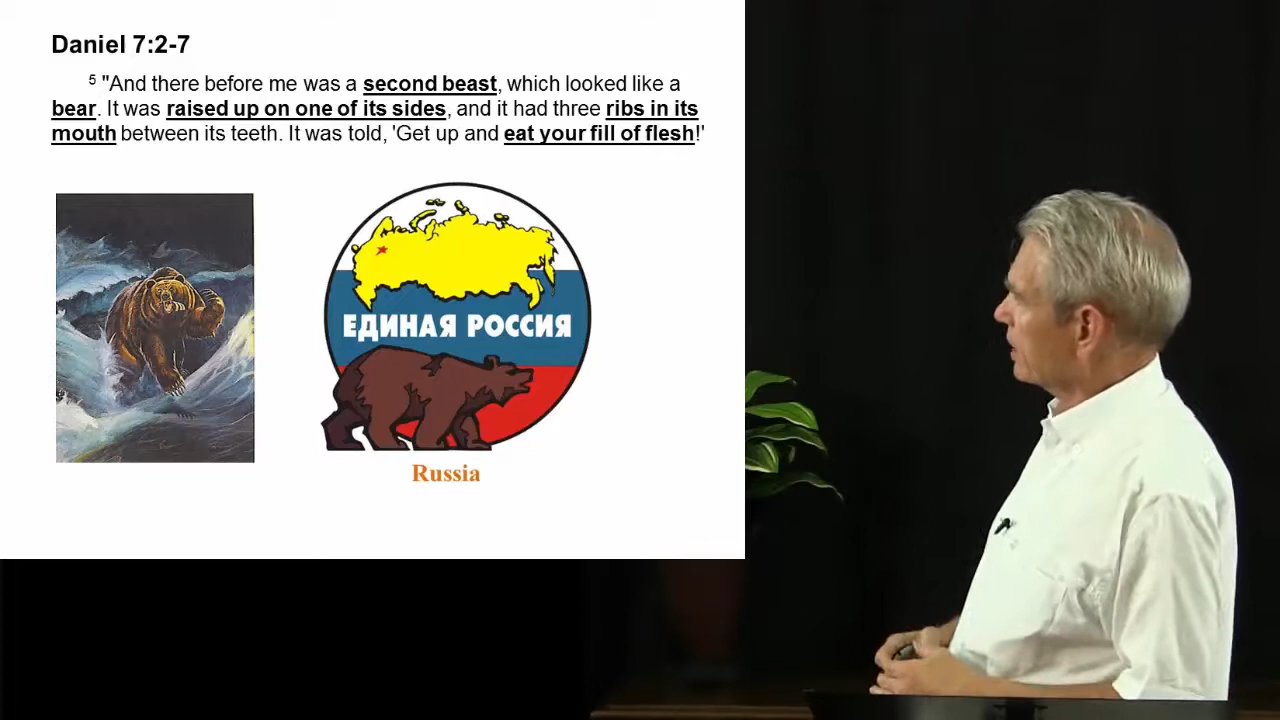 Daniel 7:2-7
5 "And there before me was a second beast, which looked like a
bear. It was raised up on one of its sides, and it had three ribs in its
mouth between its teeth. It was told, 'Get up and eat your fill of flesh!'
ЕДИНАЯ РОССИЯ
Russia